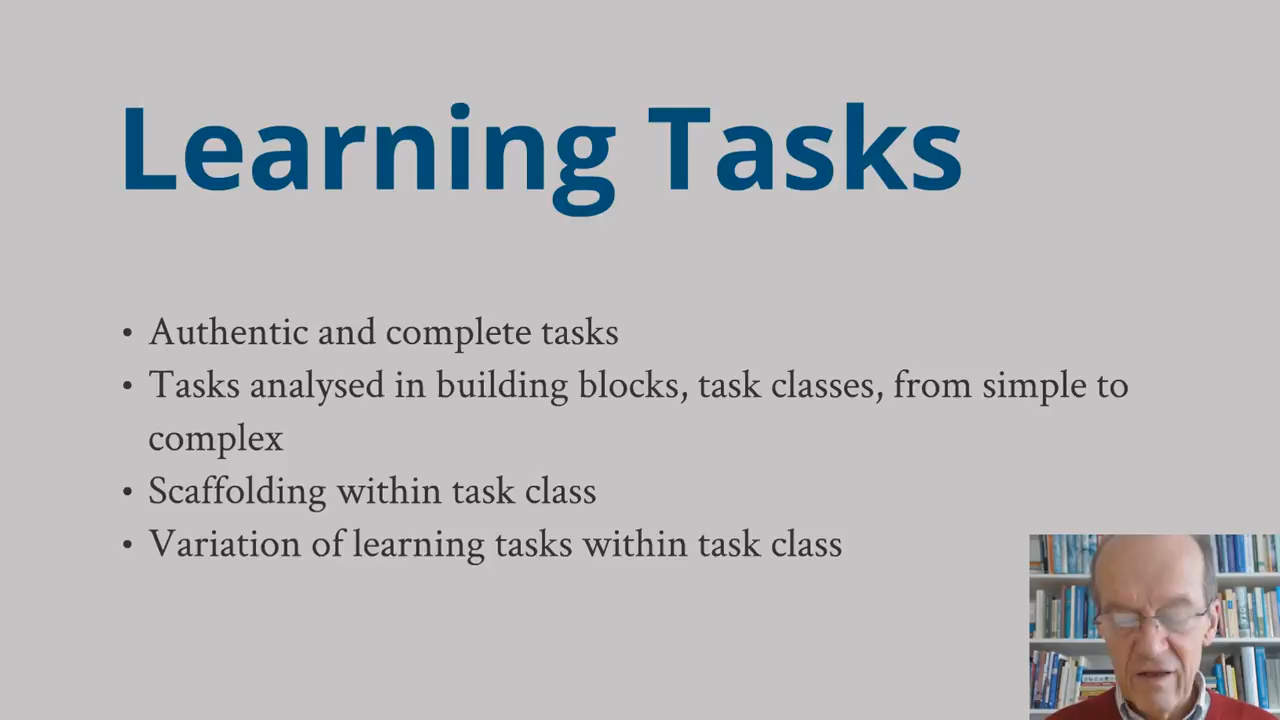 Learning Tasks
• Authentic and complete tasks
• Tasks analysed in building blocks, task classes, from simple to
complex
• Scaffolding within task class
• Variation of learning tasks within task class